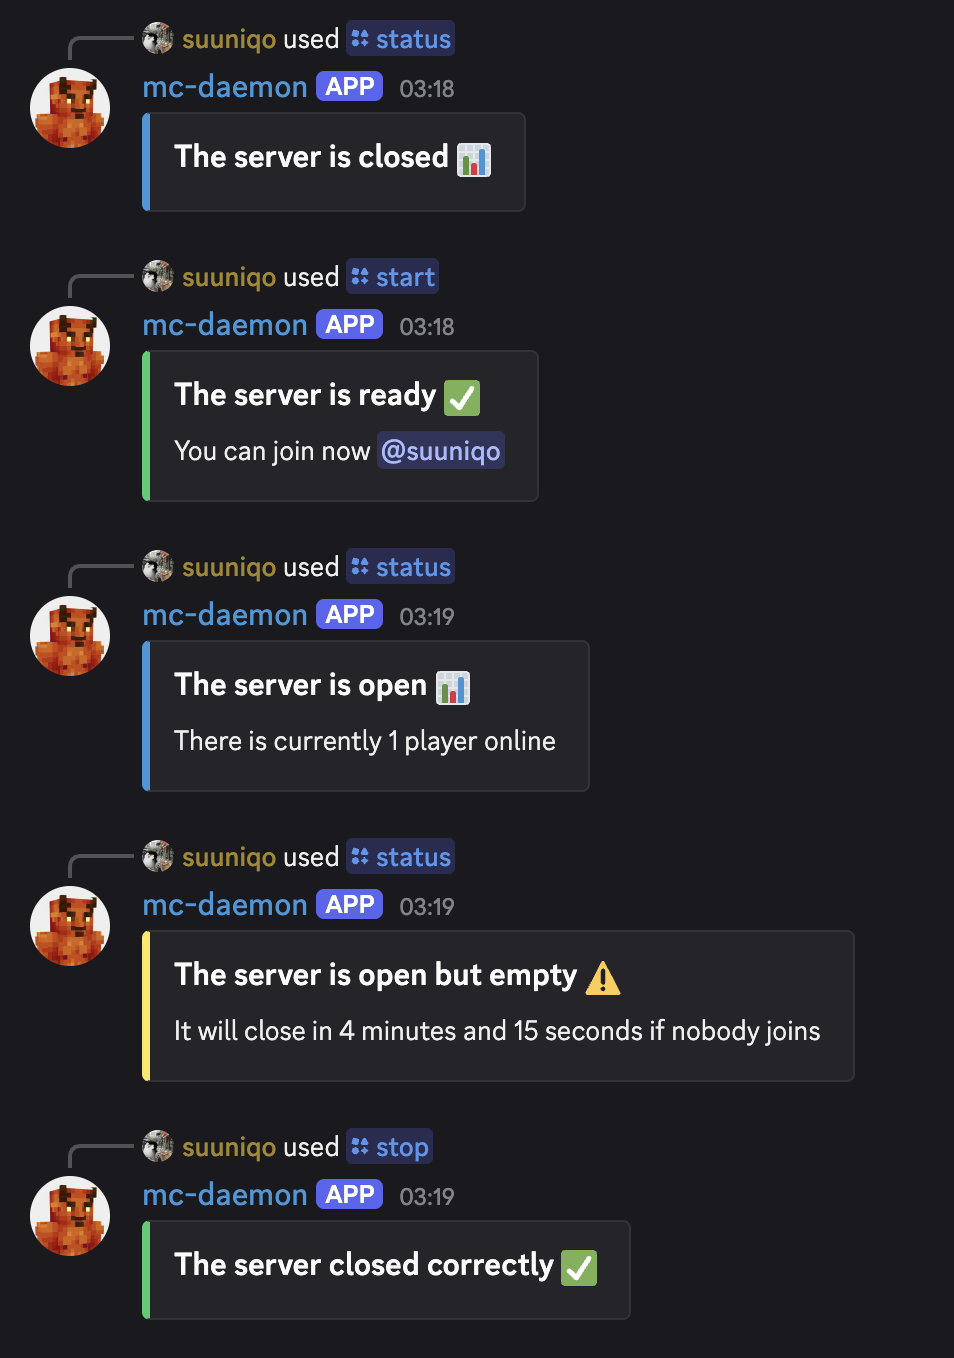 suuniqo used status
mc-daemon APP 03:18
The server is closed 📊
suuniqo used start
mc-daemon APP 03:18
The server is ready ✅
You can join now @suuniqo
suuniqo used status
mc-daemon APP 03:19
The server is open 📊
There is currently 1 player online
suuniqo used status
mc-daemon APP 03:19
The server is open but empty ⚠️
It will close in 4 minutes and 15 seconds if nobody joins
suuniqo used stop
mc-daemon APP 03:19
The server closed correctly ✅